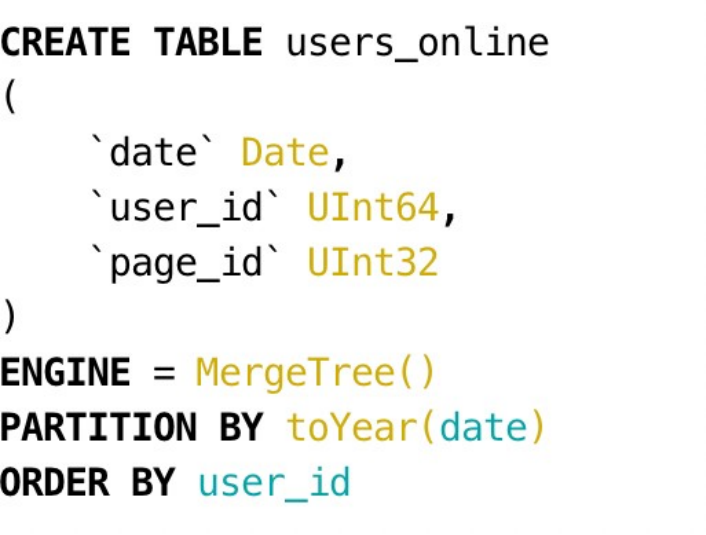 CREATE TABLE users_online
(
    `date` Date,
    `user_id` UInt64,
    `page_id` UInt32
)
ENGINE = MergeTree()
PARTITION BY toYear(date)
ORDER BY user_id